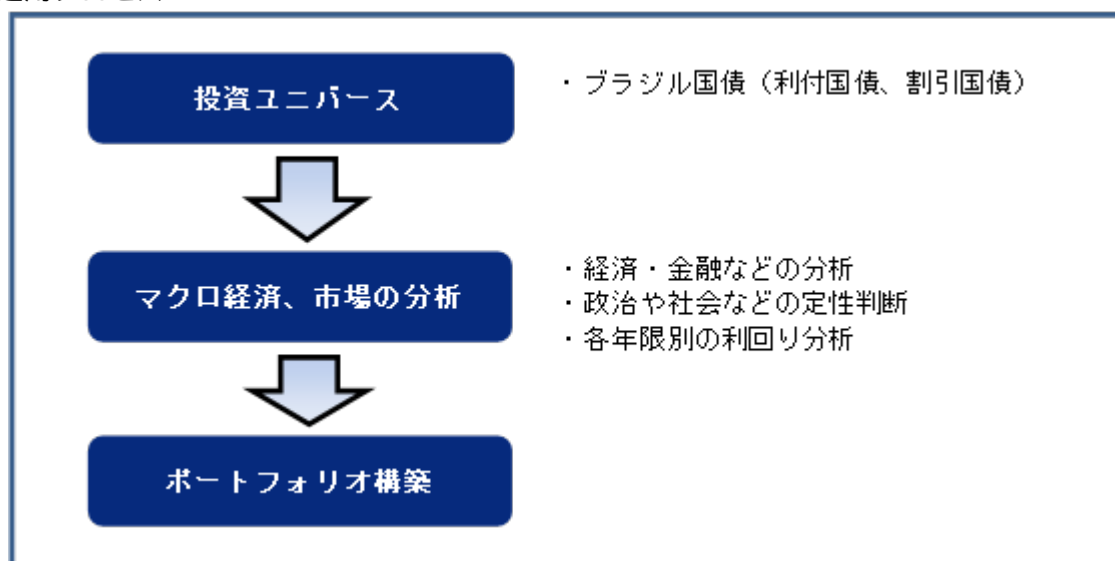 投資ユニバース
・ブラジル国債（利付国債、割引国債）
マクロ経済、市場の分析
・経済・金融などの分析
・政治や社会などの定性判断
・各年限別の利回り分析
ポートフォリオ構築